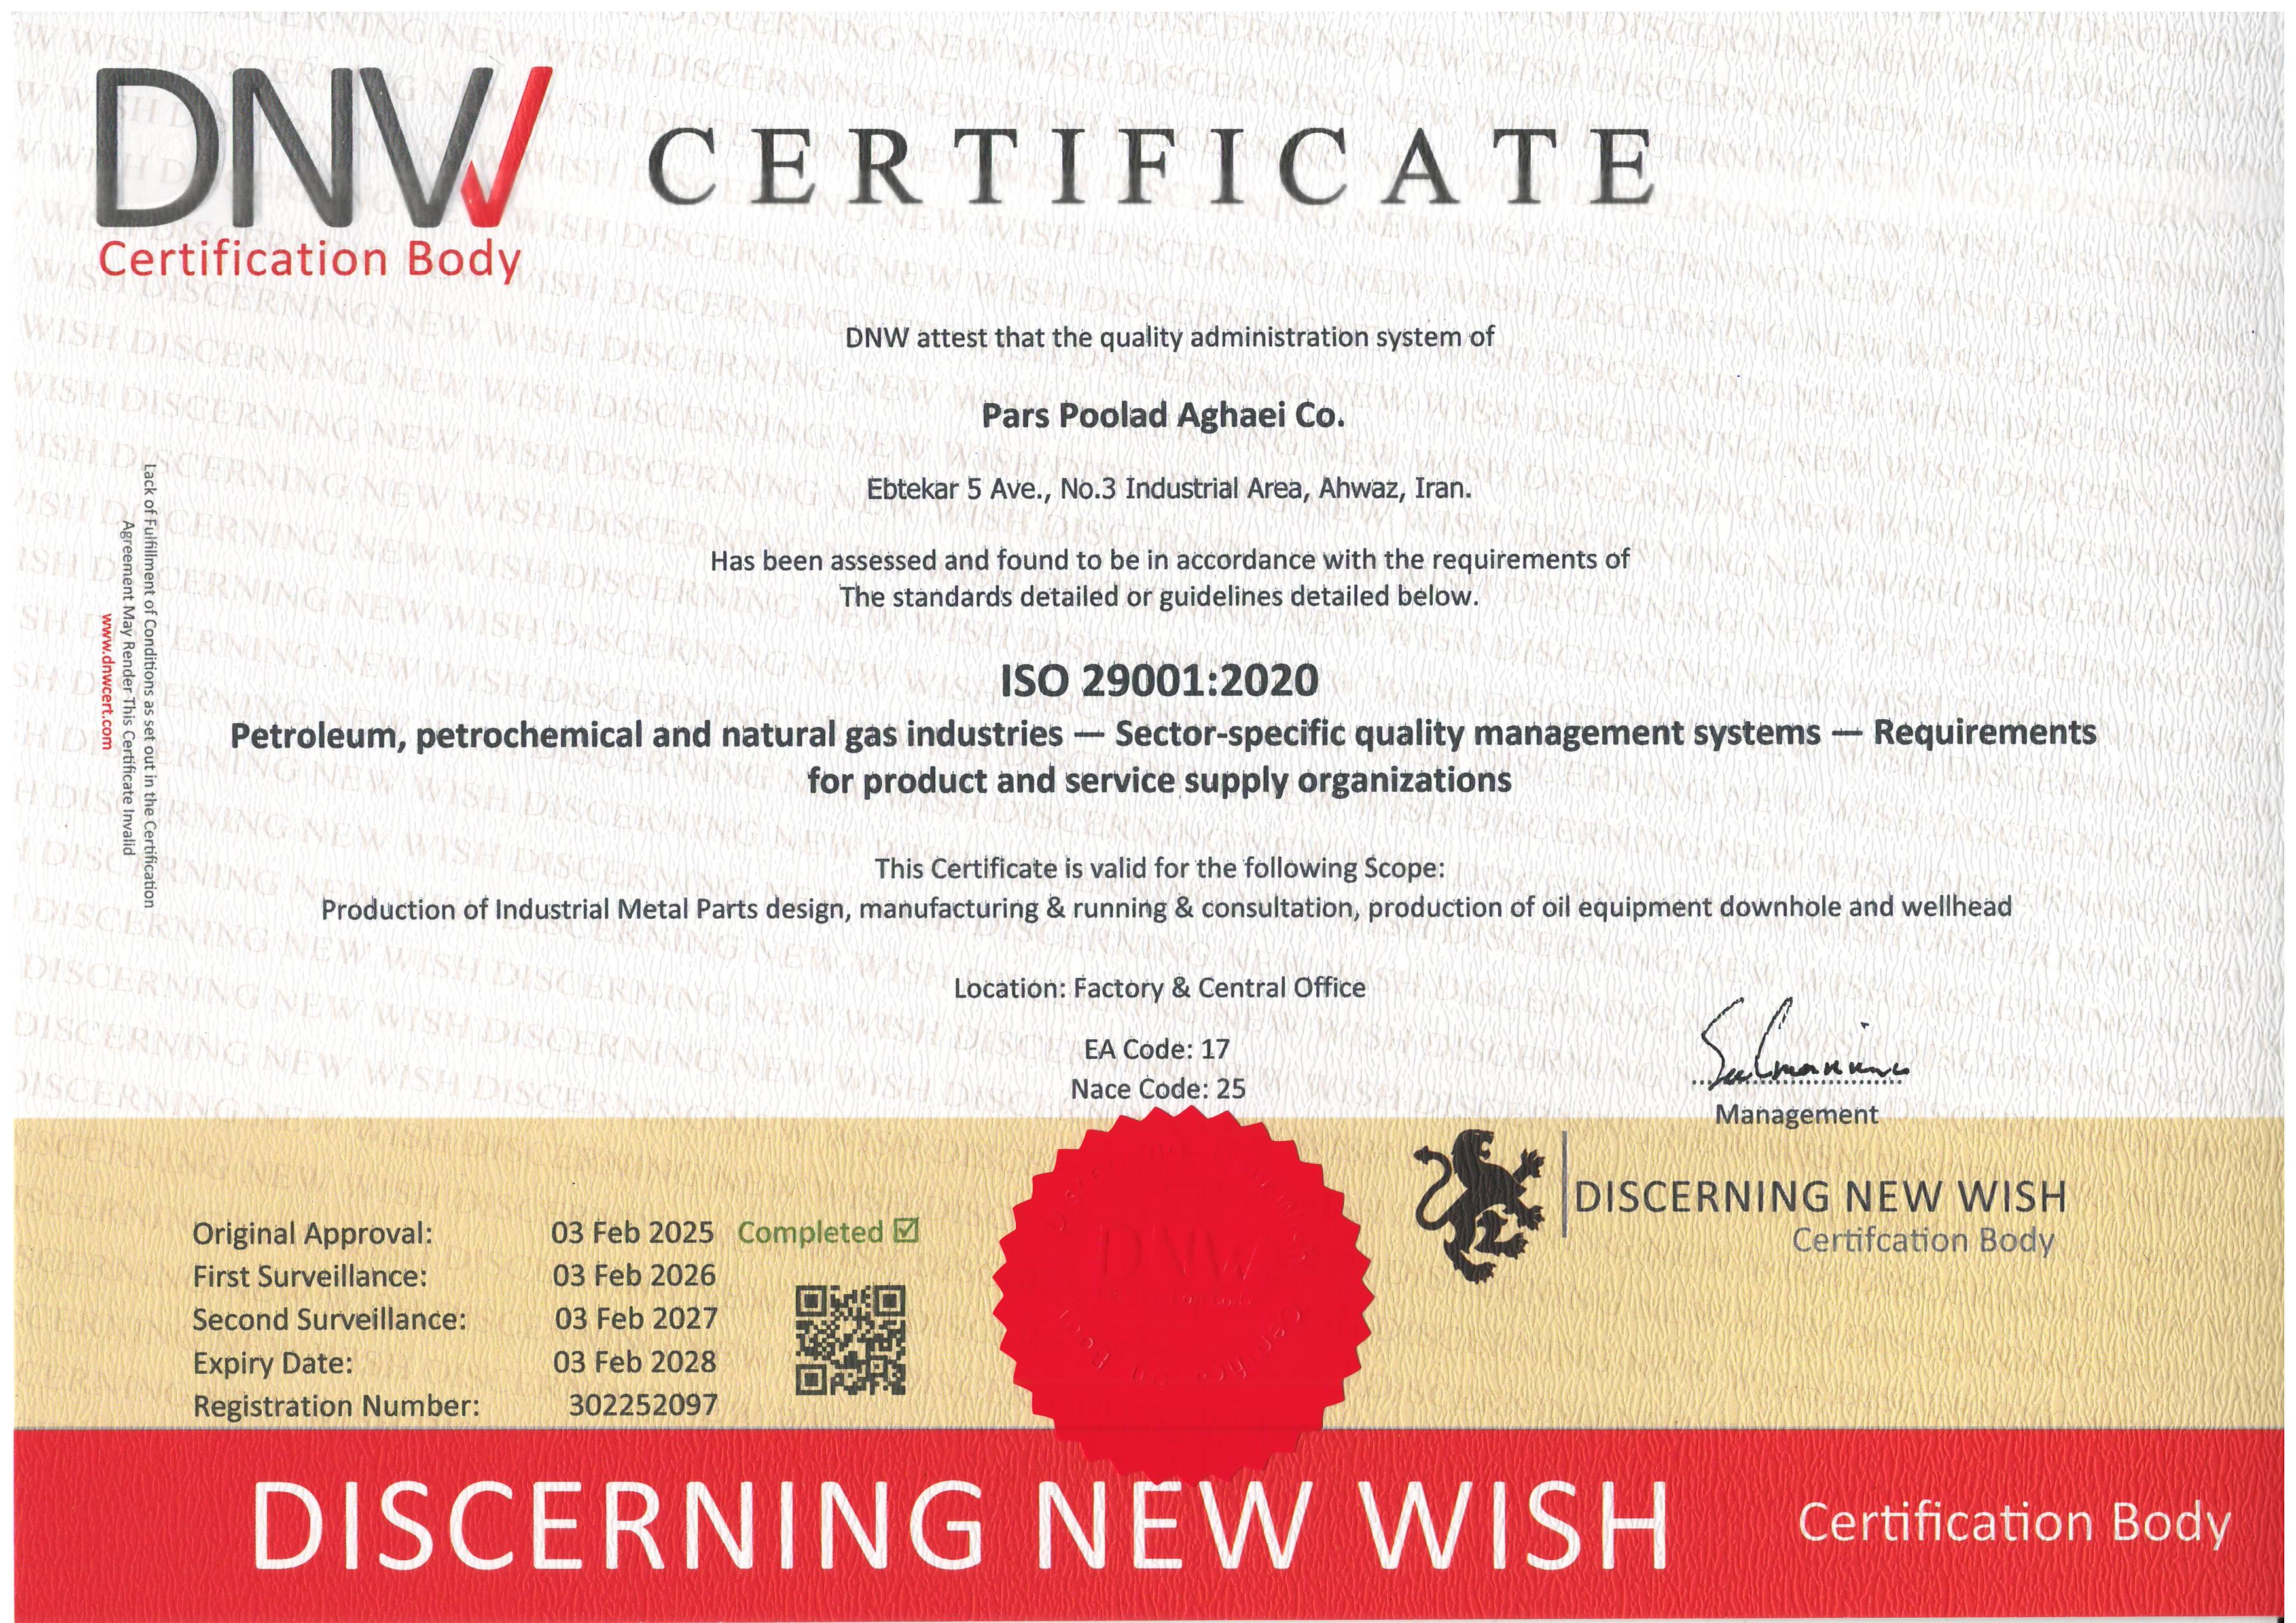 DNW
Certification Body
CERTIFICATE
DNW attest that the quality administration system of
Pars Poolad Aghaei Co.
Ebtekar 5 Ave., No.3 Industrial Area, Ahwaz, Iran.
Has been assessed and found to be in accordance with the requirements of
The standards detailed or guidelines detailed below.
ISO 29001:2020
Petroleum, petrochemical and natural gas industries — Sector-specific quality management systems — Requirements
for product and service supply organizations
This Certificate is valid for the following Scope:
Production of Industrial Metal Parts design, manufacturing & running & consultation, production of oil equipment downhole and wellhead
Location: Factory & Central Office
EA Code: 17
Nace Code: 25
Lack of Fulfillment of Conditions as set out in the Certification
Agreement May Render This Certificate Invalid
www.dnwcert.com
Management
DISCERNING NEW WISH
Certifcation Body
Original Approval: 03 Feb 2025 Completed ☑
First Surveillance: 03 Feb 2026
Second Surveillance: 03 Feb 2027
Expiry Date: 03 Feb 2028
Registration Number: 302252097
DNW
DISCERNING NEW WISH
Certification Body